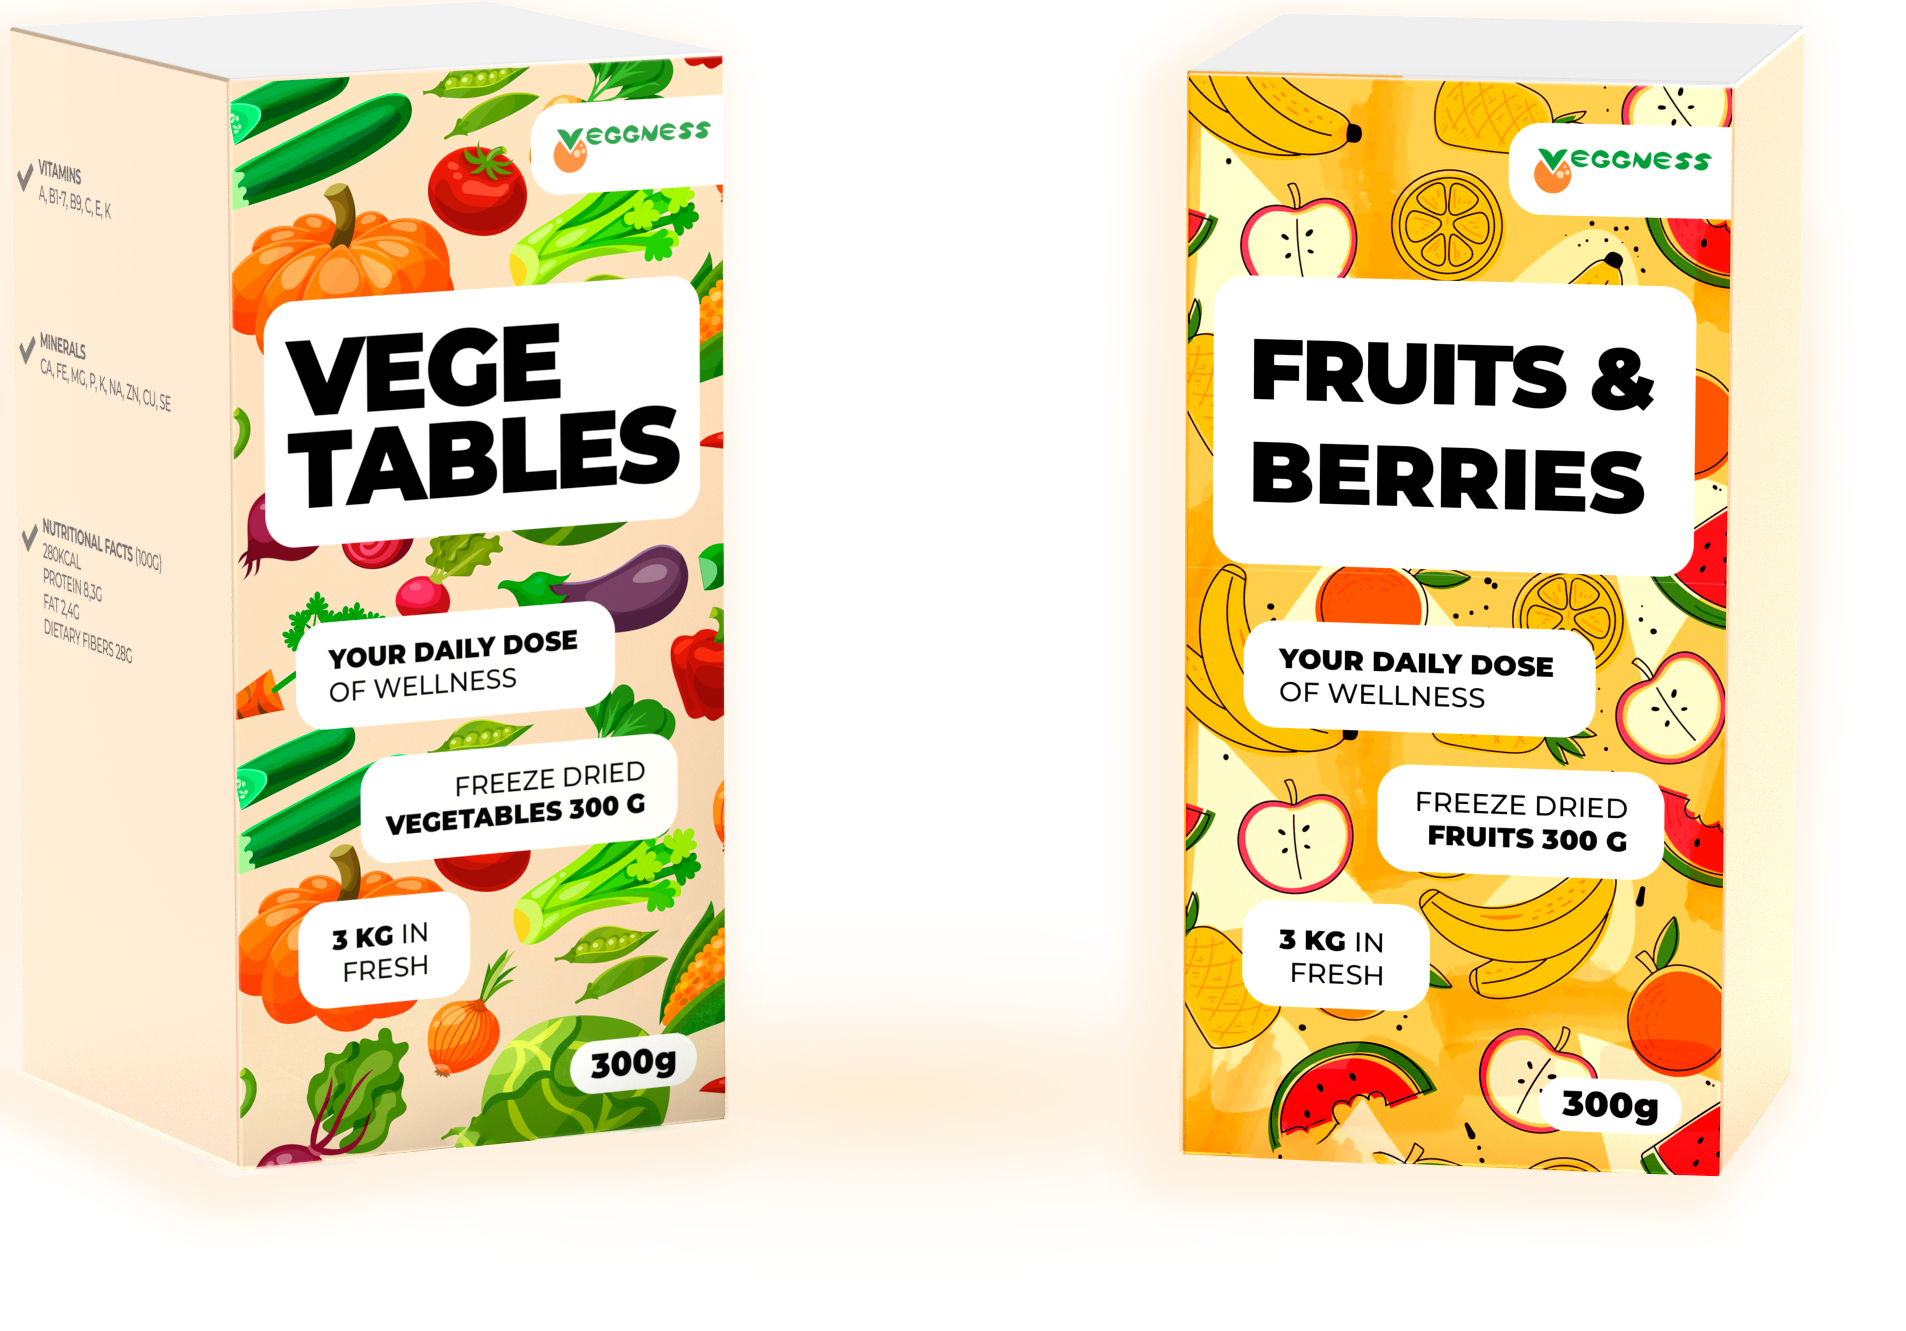 VITAMINS
A, B1-7, B9, C, E, K
MINERALS
CA, FE, MG, P, K, NA, ZN, CU, SE
NUTRITIONAL FACTS (100G)
280KCAL
PROTEIN 8,3G
FAT 2,4G
DIETARY FIBERS 28G
VEGGNESS
VEGE
TABLES
YOUR DAILY DOSE
OF WELLNESS
FREEZE DRIED
VEGETABLES 300 G
3 KG IN
FRESH
300g
VEGGNESS
FRUITS &
BERRIES
YOUR DAILY DOSE
OF WELLNESS
FREEZE DRIED
FRUITS 300 G
3 KG IN
FRESH
300g